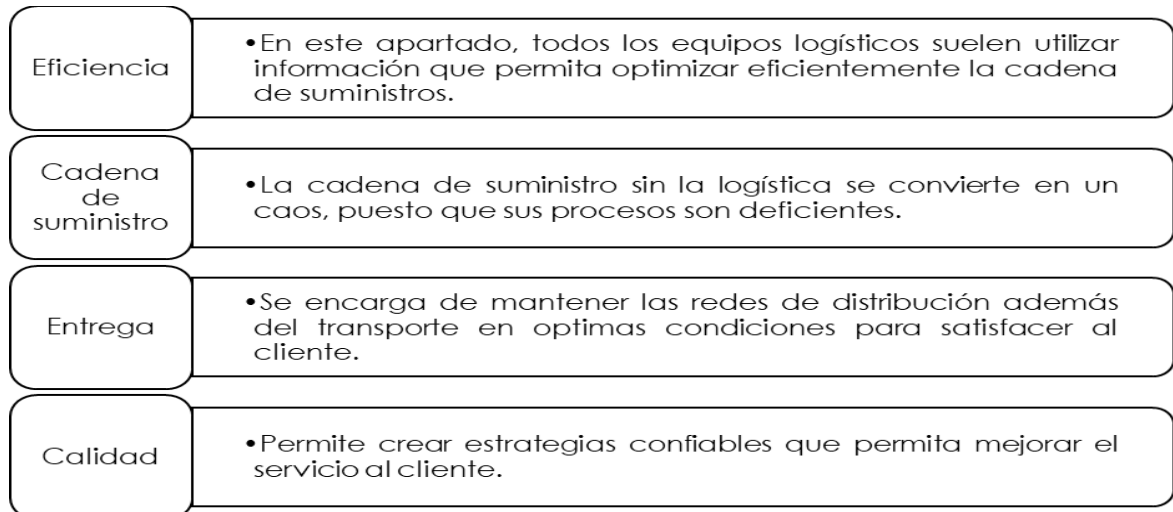 Eficiencia
•En este apartado, todos los equipos logísticos suelen utilizar
información que permita optimizar eficientemente la cadena
de suministros.
Cadena
de
suministro
•La cadena de suministro sin la logística se convierte en un
caos, puesto que sus procesos son deficientes.
Entrega
•Se encarga de mantener las redes de distribución además
del transporte en optimas condiciones para satisfacer al
cliente.
Calidad
•Permite crear estrategias confiables que permita mejorar el
servicio al cliente.